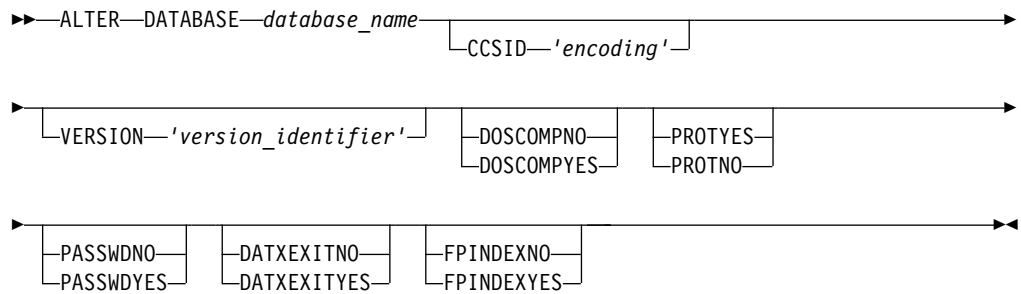 ALTER DATABASE database_name
CCSID 'encoding'
VERSION 'version_identifier'
DOSCOMPNO PROTYES
DOSCOMPYES PROTNO
PASSWDNO DATXEXITNO FPINDEXNO
PASSWDYES DATXEXITYES FPINDEXYES